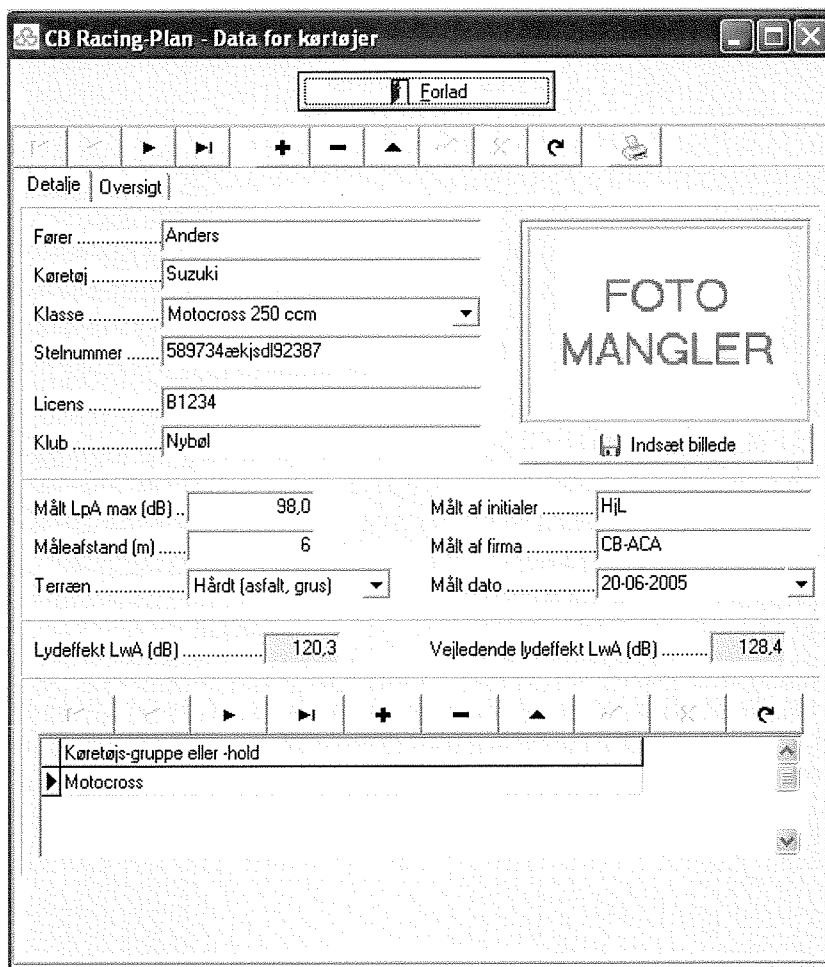 CB Racing-Plan - Data for kørtøjer
Forlad
Detalje Oversigt
Fører ................ Anders
Køretøj ............. Suzuki
Klasse .............. Motocross 250 ccm
Stelnummer ...... 589734ækjsdl92387
Licens .............. B1234
Klub ................. Nybøl
FOTO
MANGLER
Indsæt billede
Målt LpA max (dB) .. 98,0
Måleafstand (m) ..... 6
Terræn .................. Hårdt (asfalt, grus)
Målt af initialer .......... HjL
Målt af firma ............ CB-ACA
Målt dato ................. 20-06-2005
Lydeffekt LwA (dB) ................ 120,3
Vejledende lydeffekt LwA (dB) ......... 128,4
Køretøjs-gruppe eller -hold
Motocross